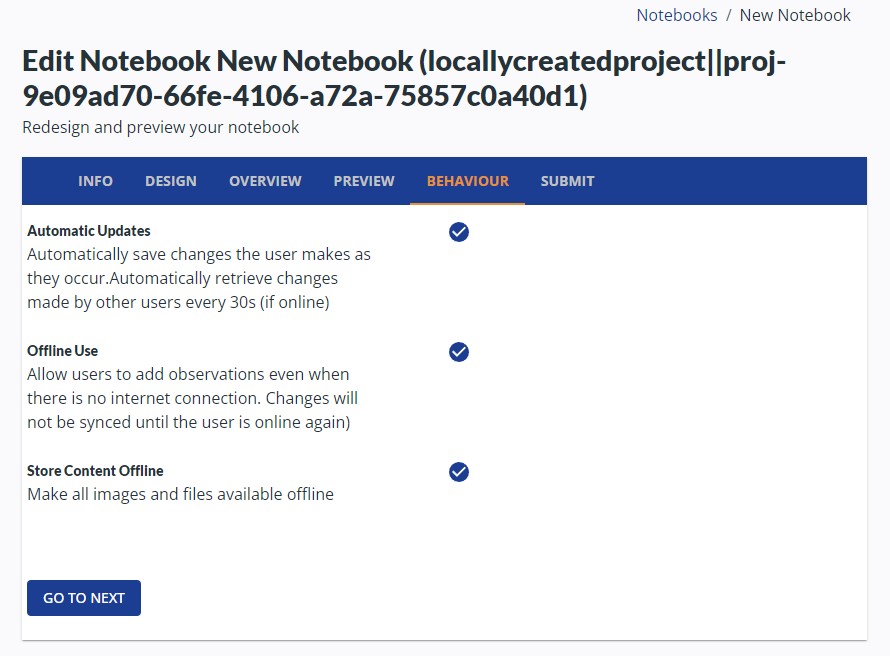 Notebooks / New Notebook
Edit Notebook New Notebook (locallycreatedproject||proj-
9e09ad70-66fe-4106-a72a-75857c0a40d1)
Redesign and preview your notebook
INFO DESIGN OVERVIEW PREVIEW BEHAVIOUR SUBMIT
Automatic Updates
Automatically save changes the user makes as
they occur.Automatically retrieve changes
made by other users every 30s (if online)
Offline Use
Allow users to add observations even when
there is no internet connection. Changes will
not be synced until the user is online again)
Store Content Offline
Make all images and files available offline
GO TO NEXT